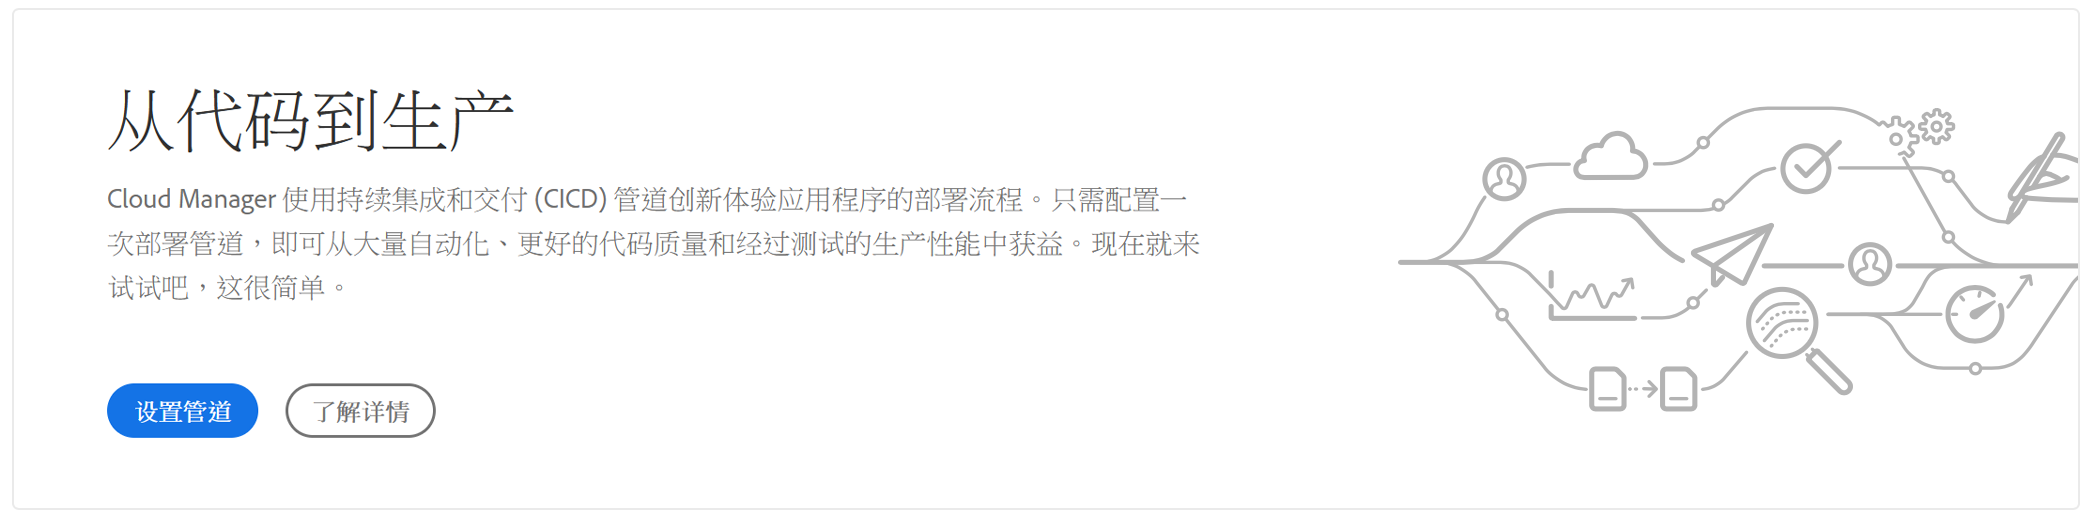 从代码到生产
Cloud Manager 使用持续集成和交付 (CICD) 管道创新体验应用程序的部署流程。只需配置一
次部署管道，即可从大量自动化、更好的代码质量和经过测试的生产性能中获益。现在就来
试试吧，这很简单。
设置管道
了解详情